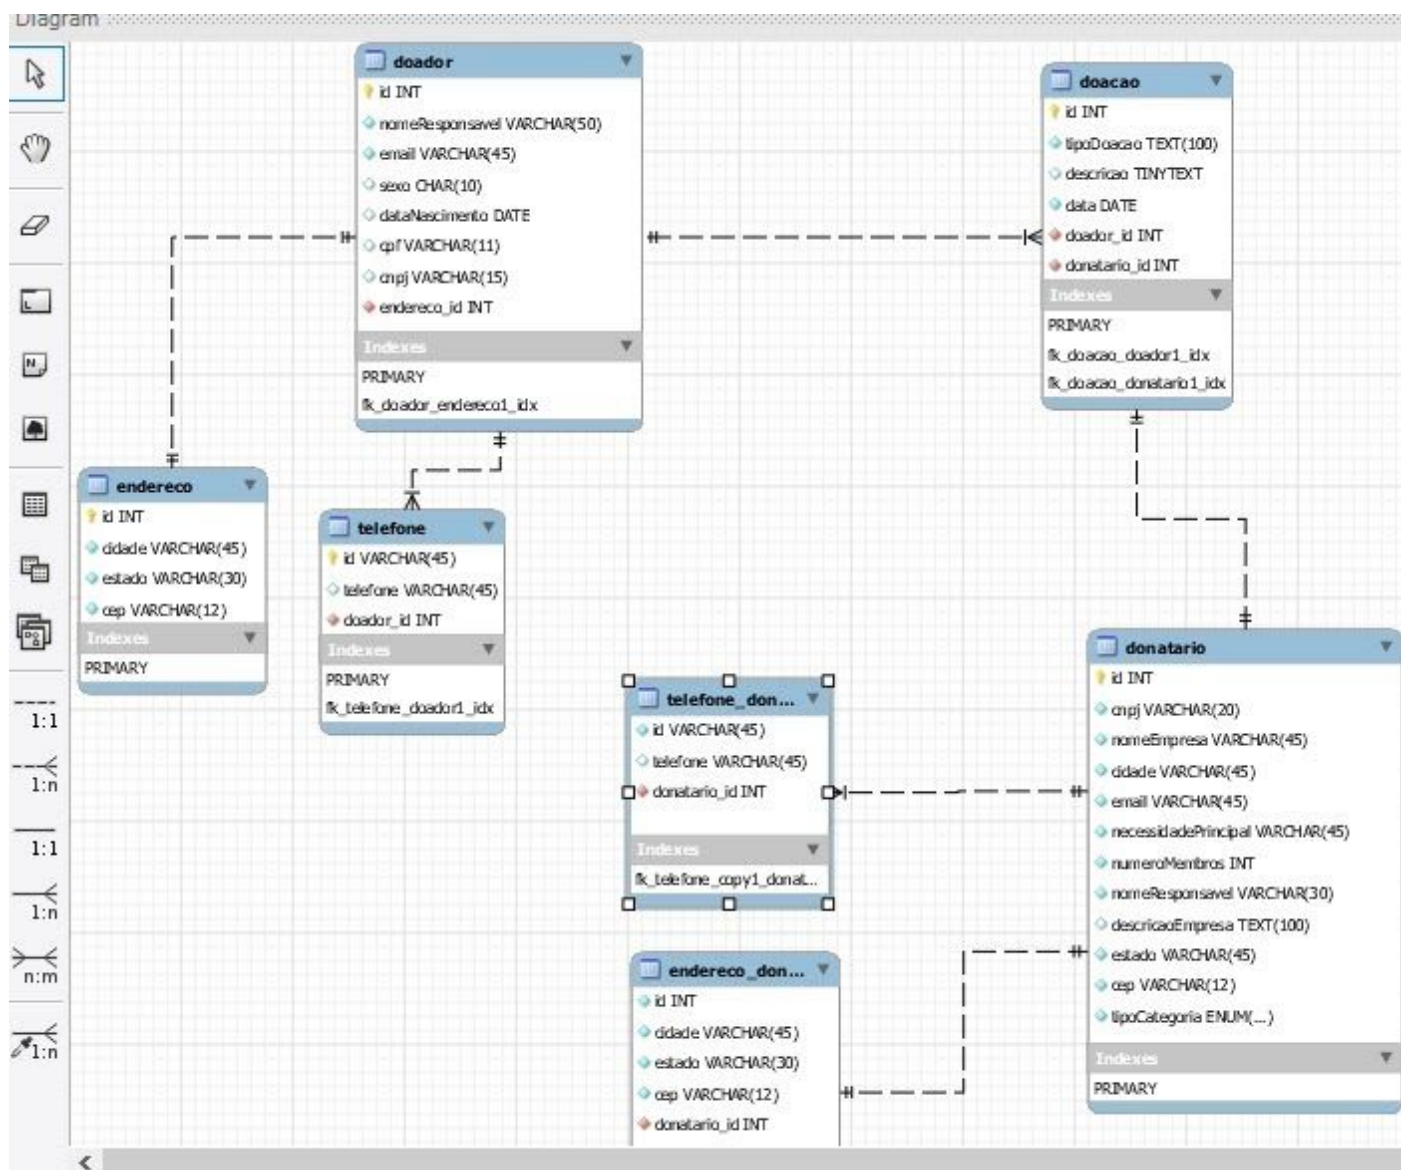 Diagram
doador
id INT
nomeResponsavel VARCHAR(50)
email VARCHAR(45)
sexo CHAR(10)
dataNascimento DATE
cpf VARCHAR(11)
cnpj VARCHAR(15)
endereco_id INT
Indexes
PRIMARY
fk_doador_endereco1_idx
doacao
id INT
tipoDoacao TEXT(100)
descricao TINYTEXT
data DATE
doador_id INT
donatario_id INT
Indexes
PRIMARY
fk_doacao_doador1_idx
fk_doacao_donatario1_idx
endereco
id INT
cidade VARCHAR(45)
estado VARCHAR(30)
cep VARCHAR(12)
Indexes
PRIMARY
telefone
id VARCHAR(45)
telefone VARCHAR(45)
doador_id INT
Indexes
PRIMARY
fk_telefone_doador1_idx
telefone_don...
id VARCHAR(45)
telefone VARCHAR(45)
donatario_id INT
Indexes
fk_telefone_copy1_donat...
donatario
id INT
cnpj VARCHAR(20)
nomeEmpresa VARCHAR(45)
cidade VARCHAR(45)
email VARCHAR(45)
necessidadePrincipal VARCHAR(45)
numeroMembros INT
nomeResponsavel VARCHAR(30)
descricaoEmpresa TEXT(100)
estado VARCHAR(45)
cep VARCHAR(12)
tipoCategoria ENUM(...)
Indexes
PRIMARY
endereco_don...
id INT
cidade VARCHAR(45)
estado VARCHAR(30)
cep VARCHAR(12)
donatario_id INT
1:1
1:n
1:1
1:n
n:m
1:n